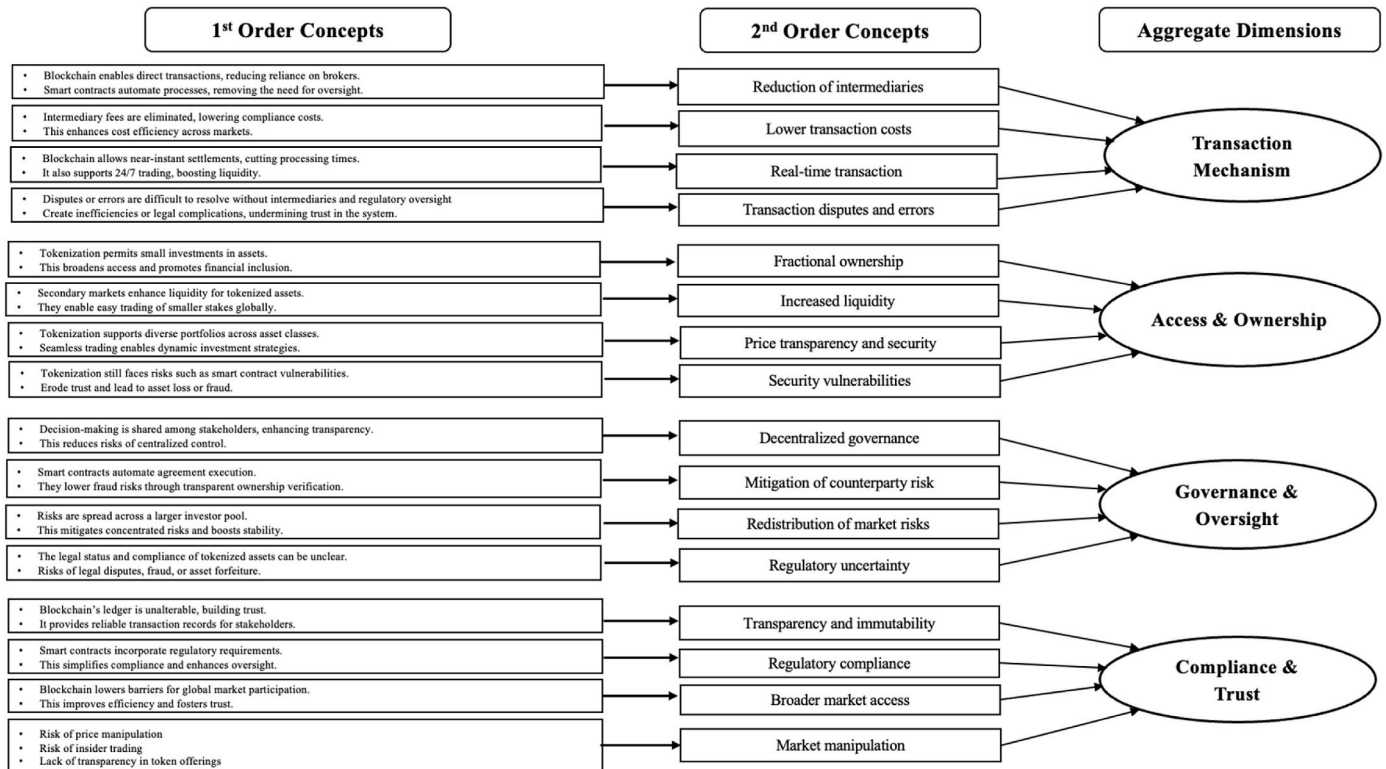 1st Order Concepts
2nd Order Concepts
Aggregate Dimensions
• Blockchain enables direct transactions, reducing reliance on brokers.
• Smart contracts automate processes, removing the need for oversight.
Reduction of intermediaries
• Intermediary fees are eliminated, lowering compliance costs.
• This enhances cost efficiency across markets.
Lower transaction costs
• Blockchain allows near-instant settlements, cutting processing times.
• It also supports 24/7 trading, boosting liquidity.
Real-time transaction
• Disputes or errors are difficult to resolve without intermediaries and regulatory oversight
• Create inefficiencies or legal complications, undermining trust in the system.
Transaction disputes and errors
Transaction
Mechanism
• Tokenization permits small investments in assets.
• This broadens access and promotes financial inclusion.
Fractional ownership
• Secondary markets enhance liquidity for tokenized assets.
• They enable easy trading of smaller stakes globally.
Increased liquidity
• Tokenization supports diverse portfolios across asset classes.
• Seamless trading enables dynamic investment strategies.
Price transparency and security
• Tokenization still faces risks such as smart contract vulnerabilities.
• Erode trust and lead to asset loss or fraud.
Security vulnerabilities
Access & Ownership
• Decision-making is shared among stakeholders, enhancing transparency.
• This reduces risks of centralized control.
Decentralized governance
• Smart contracts automate agreement execution.
• They lower fraud risks through transparent ownership verification.
Mitigation of counterparty risk
• Risks are spread across a larger investor pool.
• This mitigates concentrated risks and boosts stability.
Redistribution of market risks
• The legal status and compliance of tokenized assets can be unclear.
• Risks of legal disputes, fraud, or asset forfeiture.
Regulatory uncertainty
Governance &
Oversight
• Blockchain's ledger is unalterable, building trust.
• It provides reliable transaction records for stakeholders.
Transparency and immutability
• Smart contracts incorporate regulatory requirements.
• This simplifies compliance and enhances oversight.
Regulatory compliance
• Blockchain lowers barriers for global market participation.
• This improves efficiency and fosters trust.
Broader market access
• Risk of price manipulation
• Risk of insider trading
• Lack of transparency in token offerings
Market manipulation
Compliance &
Trust